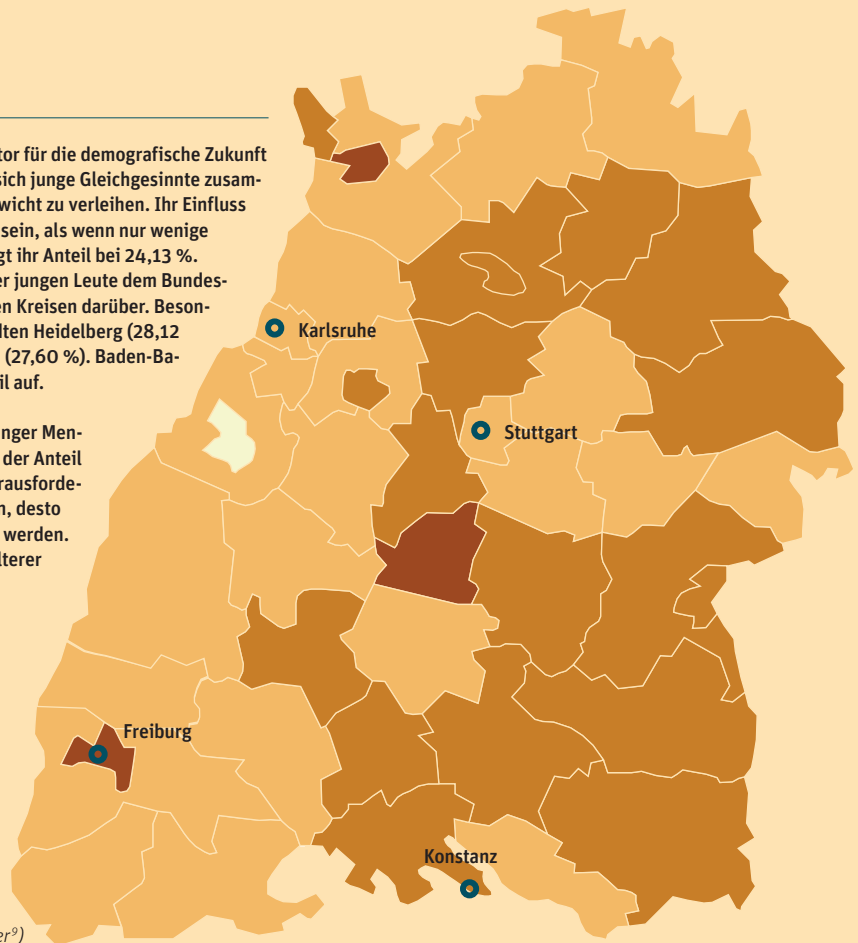 tor für die demografische Zukunft
sich junge Gleichgesinnte zusam-
wicht zu verleihen. Ihr Einfluss
sein, als wenn nur wenige
gt ihr Anteil bei 24,13 %.
er jungen Leute dem Bundes-
en Kreisen darüber. Beson-
dten Heidelberg (28,12
(27,60 %). Baden-Ba-
il auf.
nger Men-
der Anteil
rausforde-
n, desto
werden.
lterer
Karlsruhe
Stuttgart
Freiburg
Konstanz
er⁹)